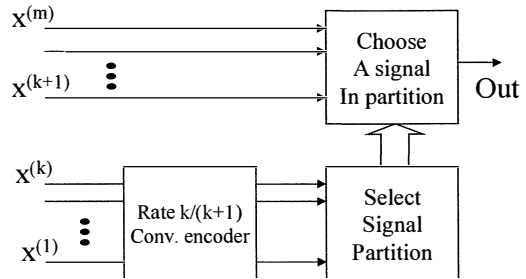 x^(m)
Choose
A signal
In partition
Out
x^(k+1)
x^(k)
Rate k/(k+1)
Conv. encoder
x^(1)
Select
Signal
Partition